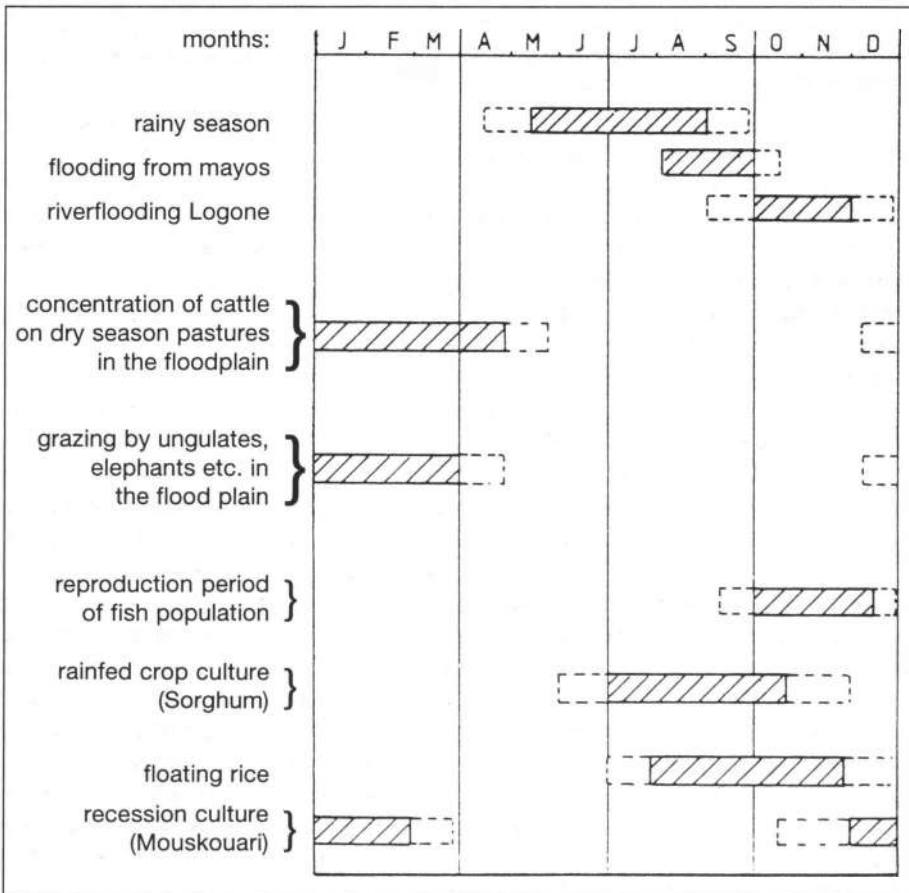 months: J F M A M J J A S O N D
rainy season
flooding from mayos
riverflooding Logone
concentration of cattle
on dry season pastures
in the floodplain
grazing by ungulates,
elephants etc. in
the flood plain
reproduction period
of fish population
rainfed crop culture
(Sorghum)
floating rice
recession culture
(Mouskouari)